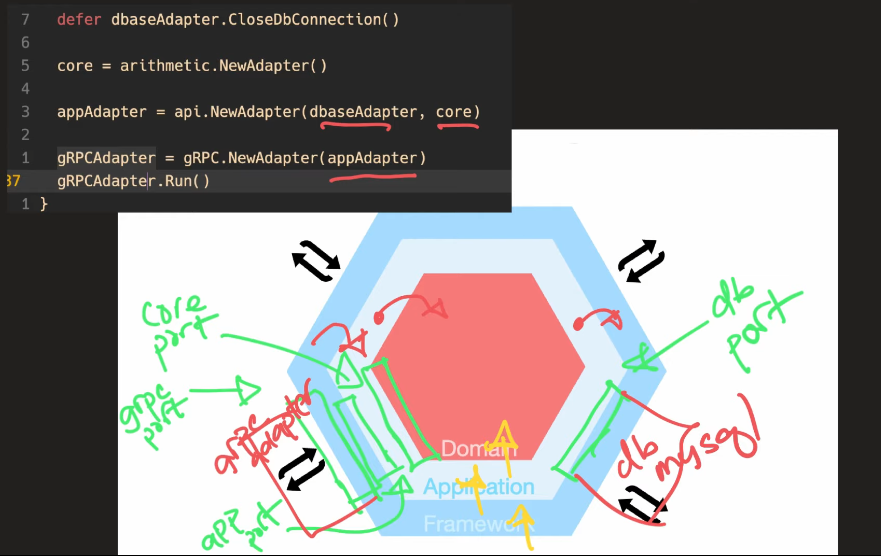 7 defer dbaseAdapter.CloseDbConnection()
6
5 core = arithmetic.NewAdapter()
4
3 appAdapter = api.NewAdapter(dbaseAdapter, core)
2
1 gRPCAdapter = gRPC.NewAdapter(appAdapter)
37 gRPCAdapter.Run()
1 }
Core
port
db
port
grpc
port
grpc
adapter
db
mysql
app
port
Domain
Application
Framework